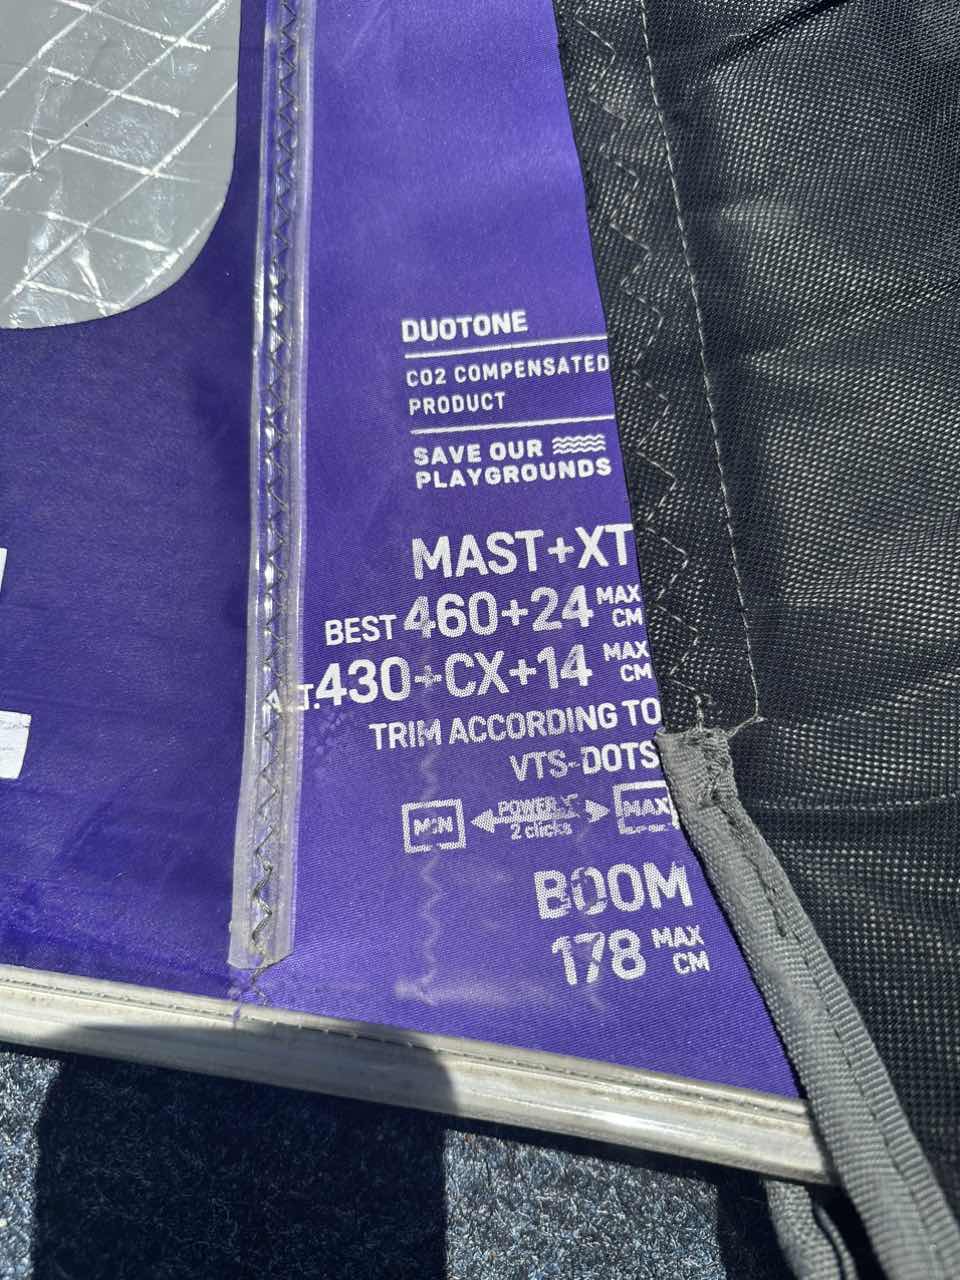 DUOTONE
CO2 COMPENSATED
PRODUCT
SAVE OUR
PLAYGROUNDS
MAST+XT
BEST 460+24 MAX CM
ALT.430+CX+14 MAX CM
TRIM ACCORDING TO
VTS-DOTS
MIN POWER-X 2 clicks MAX
BOOM
178 MAX CM